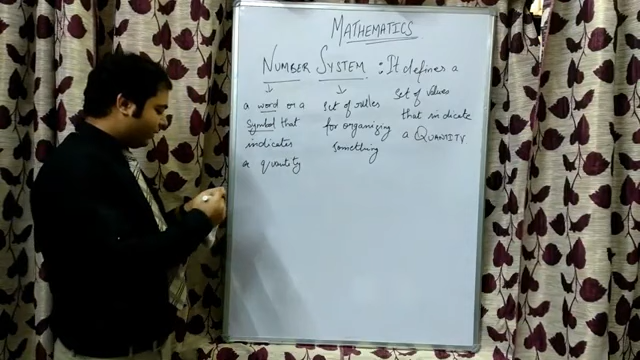 MATHEMATICS
NUMBER SYSTEM : It defines a
set of values
that indicate
a QUANTITY
a word or a
symbol that
indicates
a quantity
set of rules
for organizing
something